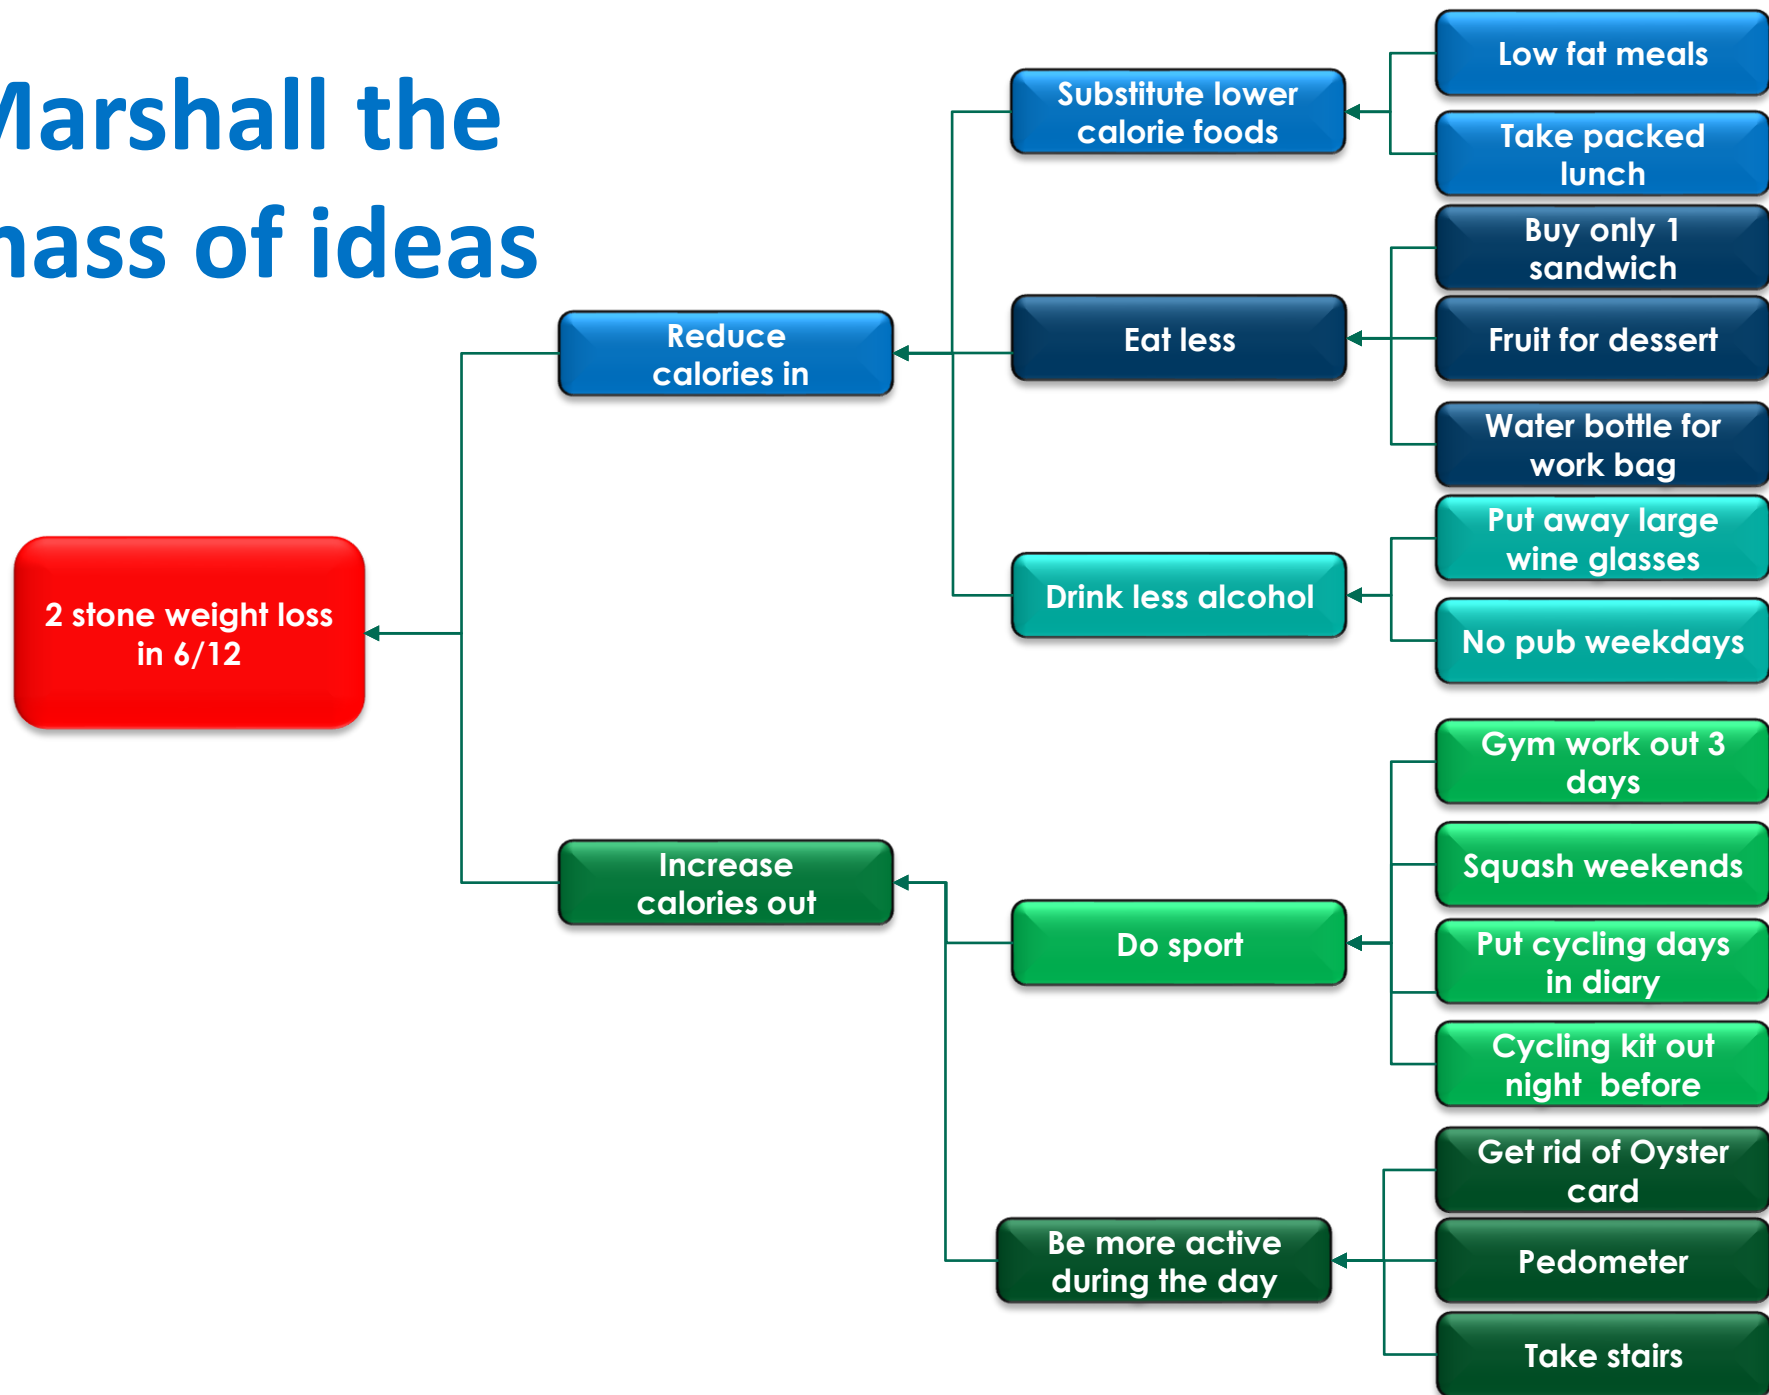 Marshall the
mass of ideas
2 stone weight loss
in 6/12
Reduce
calories in
Increase
calories out
Substitute lower
calorie foods
Eat less
Drink less alcohol
Do sport
Be more active
during the day
Low fat meals
Take packed
lunch
Buy only 1
sandwich
Fruit for dessert
Water bottle for
work bag
Put away large
wine glasses
No pub weekdays
Gym work out 3
days
Squash weekends
Put cycling days
in diary
Cycling kit out
night  before
Get rid of Oyster
card
Pedometer
Take stairs